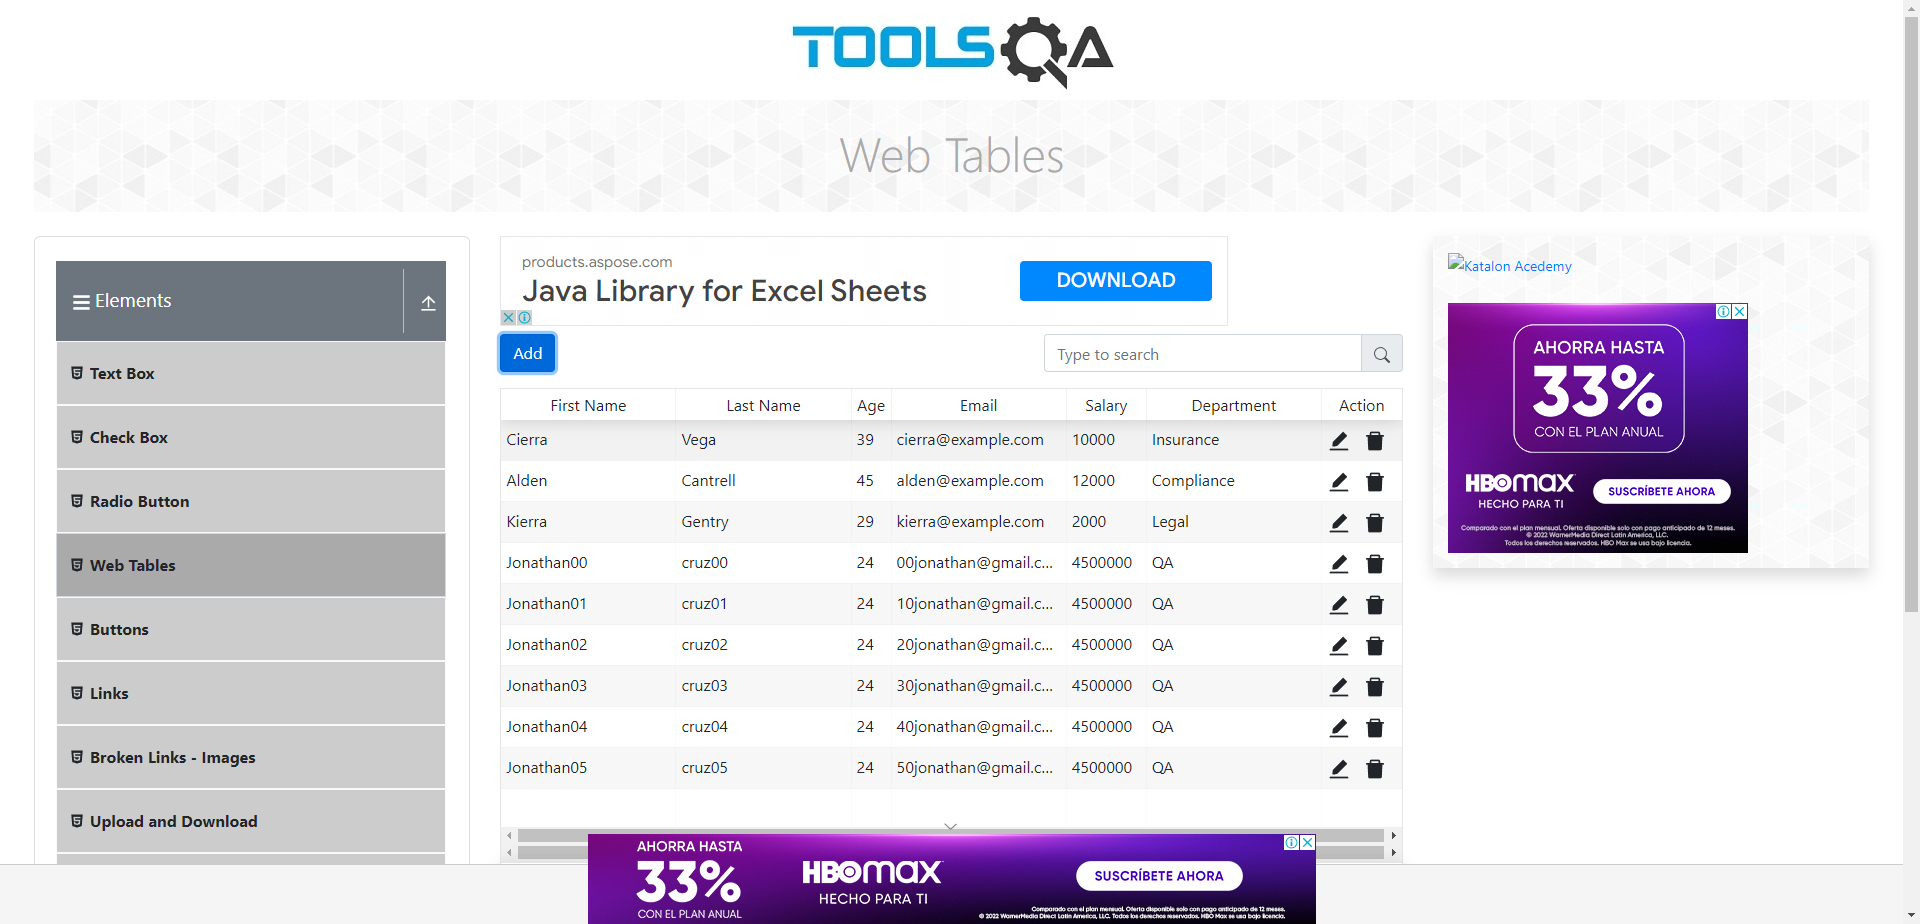 TOOLSQA
Web Tables
Elements
Text Box
Check Box
Radio Button
Web Tables
Buttons
Links
Broken Links - Images
Upload and Download
products.aspose.com
Java Library for Excel Sheets
DOWNLOAD
Add
Type to search
First Name Last Name Age Email Salary Department Action
Cierra Vega 39 cierra@example.com 10000 Insurance
Alden Cantrell 45 alden@example.com 12000 Compliance
Kierra Gentry 29 kierra@example.com 2000 Legal
Jonathan00 cruz00 24 00jonathan@gmail.c... 4500000 QA
Jonathan01 cruz01 24 10jonathan@gmail.c... 4500000 QA
Jonathan02 cruz02 24 20jonathan@gmail.c... 4500000 QA
Jonathan03 cruz03 24 30jonathan@gmail.c... 4500000 QA
Jonathan04 cruz04 24 40jonathan@gmail.c... 4500000 QA
Jonathan05 cruz05 24 50jonathan@gmail.c... 4500000 QA
Katalon Acedemy
AHORRA HASTA
33%
CON EL PLAN ANUAL
HBOMAX
HECHO PARA TI
SUSCRÍBETE AHORA
Comparado con el plan mensual. Oferta disponible solo con pago anticipado de 12 meses.
© 2022 WarnerMedia Direct Latin America, LLC.
Todos los derechos reservados. HBO Max se usa bajo licencia.
AHORRA HASTA
33%
CON EL PLAN ANUAL
HBOMAX
HECHO PARA TI
SUSCRÍBETE AHORA
Comparado con el plan mensual. Oferta disponible solo con pago anticipado de 12 meses.
© 2022 WarnerMedia Direct Latin America, LLC. Todos los derechos reservados. HBO Max se usa bajo licencia.